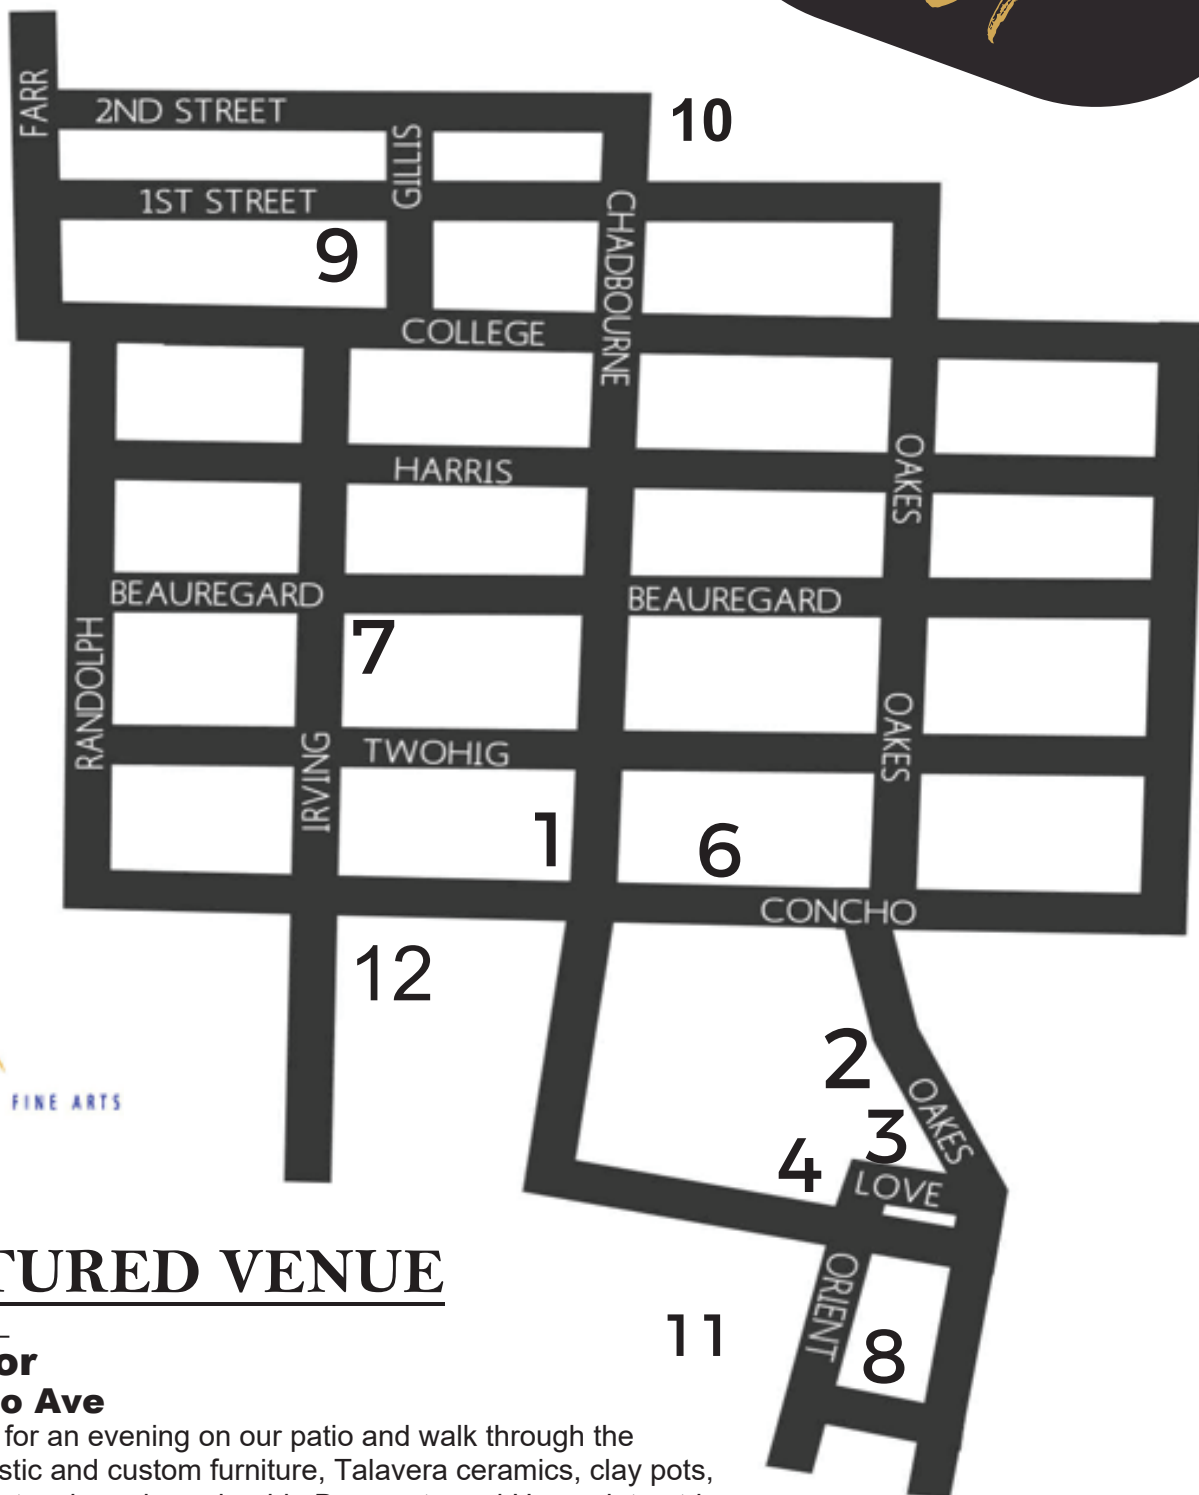 FARR
2ND STREET
10
GILLIS
1ST STREET
CHADBOURNE
9
COLLEGE
OAKES
HARRIS
BEAUREGARD
BEAUREGARD
RANDOLPH
7
OAKES
IRVING
TWOHIG
1
6
CONCHO
12
2
OAKES
FINE ARTS
3
4
LOVE
TURED VENUE
ORIENT
11
8
or
o Ave
for an evening on our patio and walk through the
stic and custom furniture, Talavera ceramics, clay pots,